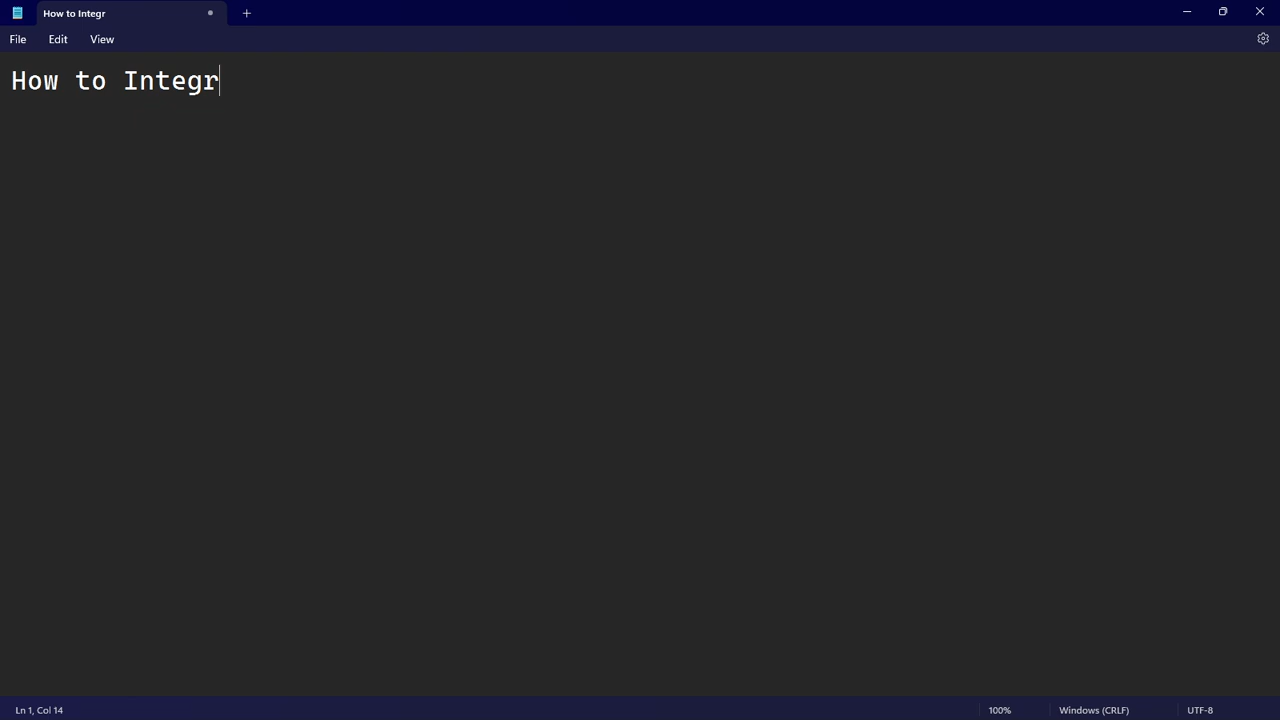 How to Integr
File Edit View
How to Integr
Ln 1, Col 14 100% Windows (CRLF) UTF-8